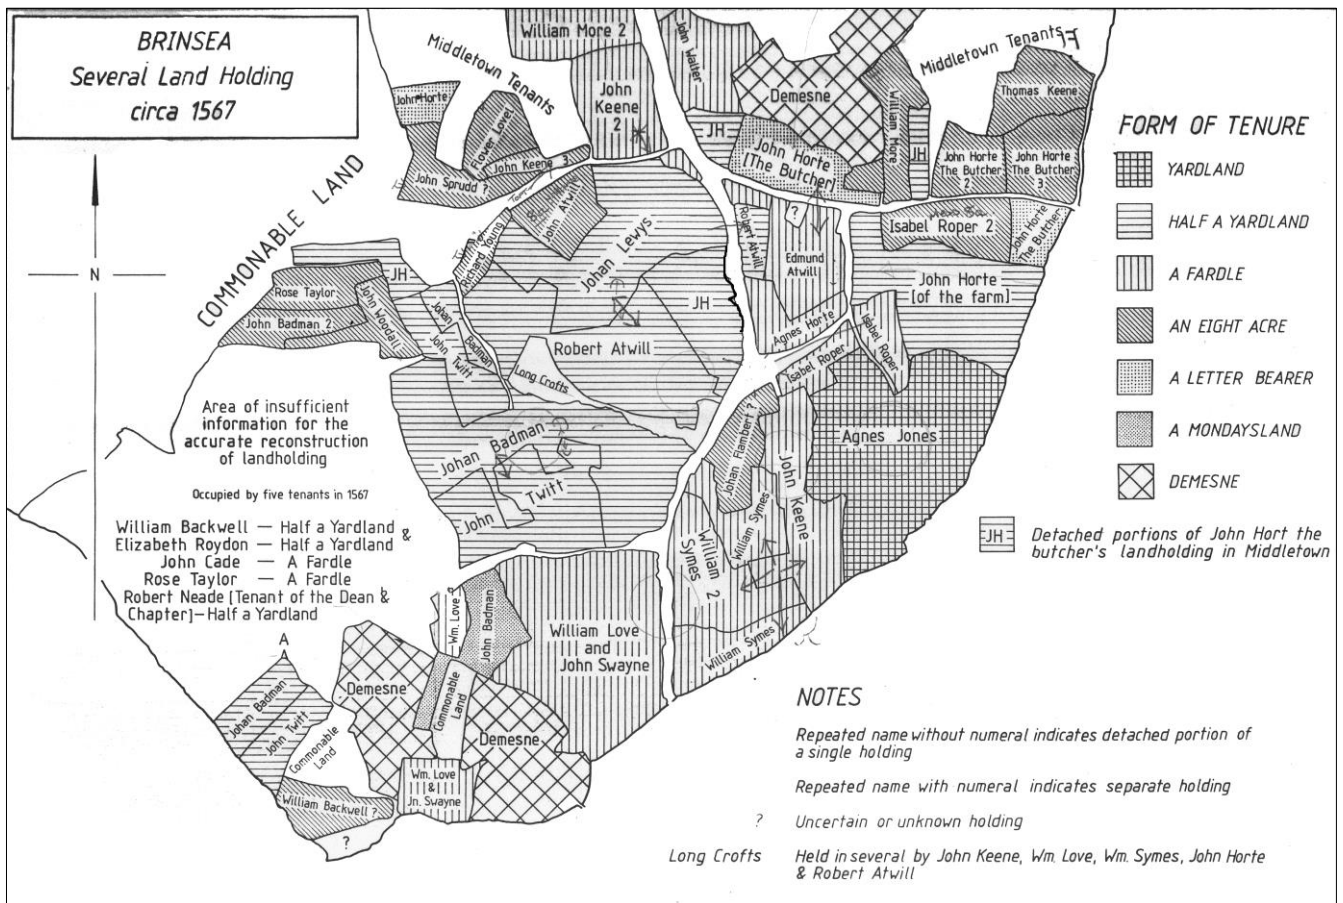 BRINSEA
Several Land Holding
circa 1567
N
COMMONABLE LAND
Middletown Tenants
William More 2
John Keene 2
John Walter
Demesne
Middletown Tenants
Thomas Keene
William More
JH
John Horte The Butcher 2
John Horte The Butcher 3
John Horte
Flower Lovel
John Keene 3
John Sprudd ?
John Atwill
Richard Young
JH
John Horte [The Butcher]
Robert Atwill
?
Edmund Atwill
Isabel Roper 2
John Horte The Butcher
John Horte [of the farm]
Johan Lewys
JH
Robert Atwill
Long Crofts
JH
Rose Taylor
John Badman 2
John Woodall
Johan Badman
John Twitt
Agnes Horte
Isabel Roper
Isabel Roper
Agnes Jones
Johan Badman
John Twitt
Johan Flambert ?
John Keene
William Symes
William Symes 2
William Symes
Area of insufficient
information for the
accurate reconstruction
of landholding
Occupied by five tenants in 1567
William Backwell — Half a Yardland &
Elizabeth Roydon — Half a Yardland
John Cade — A Fardle
Rose Taylor — A Fardle
Robert Neade [Tenant of the Dean &
Chapter]—Half a Yardland
A
Johan Badman
John Twitt
Commonable Land
William Backwell ?
?
Demesne
Wm. Love
John Badman
Commonable Land
Demesne
Wm. Love & Jn. Swayne
William Love
and
John Swayne
FORM OF TENURE
YARDLAND
HALF A YARDLAND
A FARDLE
AN EIGHT ACRE
A LETTER BEARER
A MONDAYSLAND
DEMESNE
JH Detached portions of John Hort the
butcher's landholding in Middletown
NOTES
Repeated name without numeral indicates detached portion of
a single holding
Repeated name with numeral indicates separate holding
? Uncertain or unknown holding
Long Crofts Held in several by John Keene, Wm. Love, Wm. Symes, John Horte
& Robert Atwill